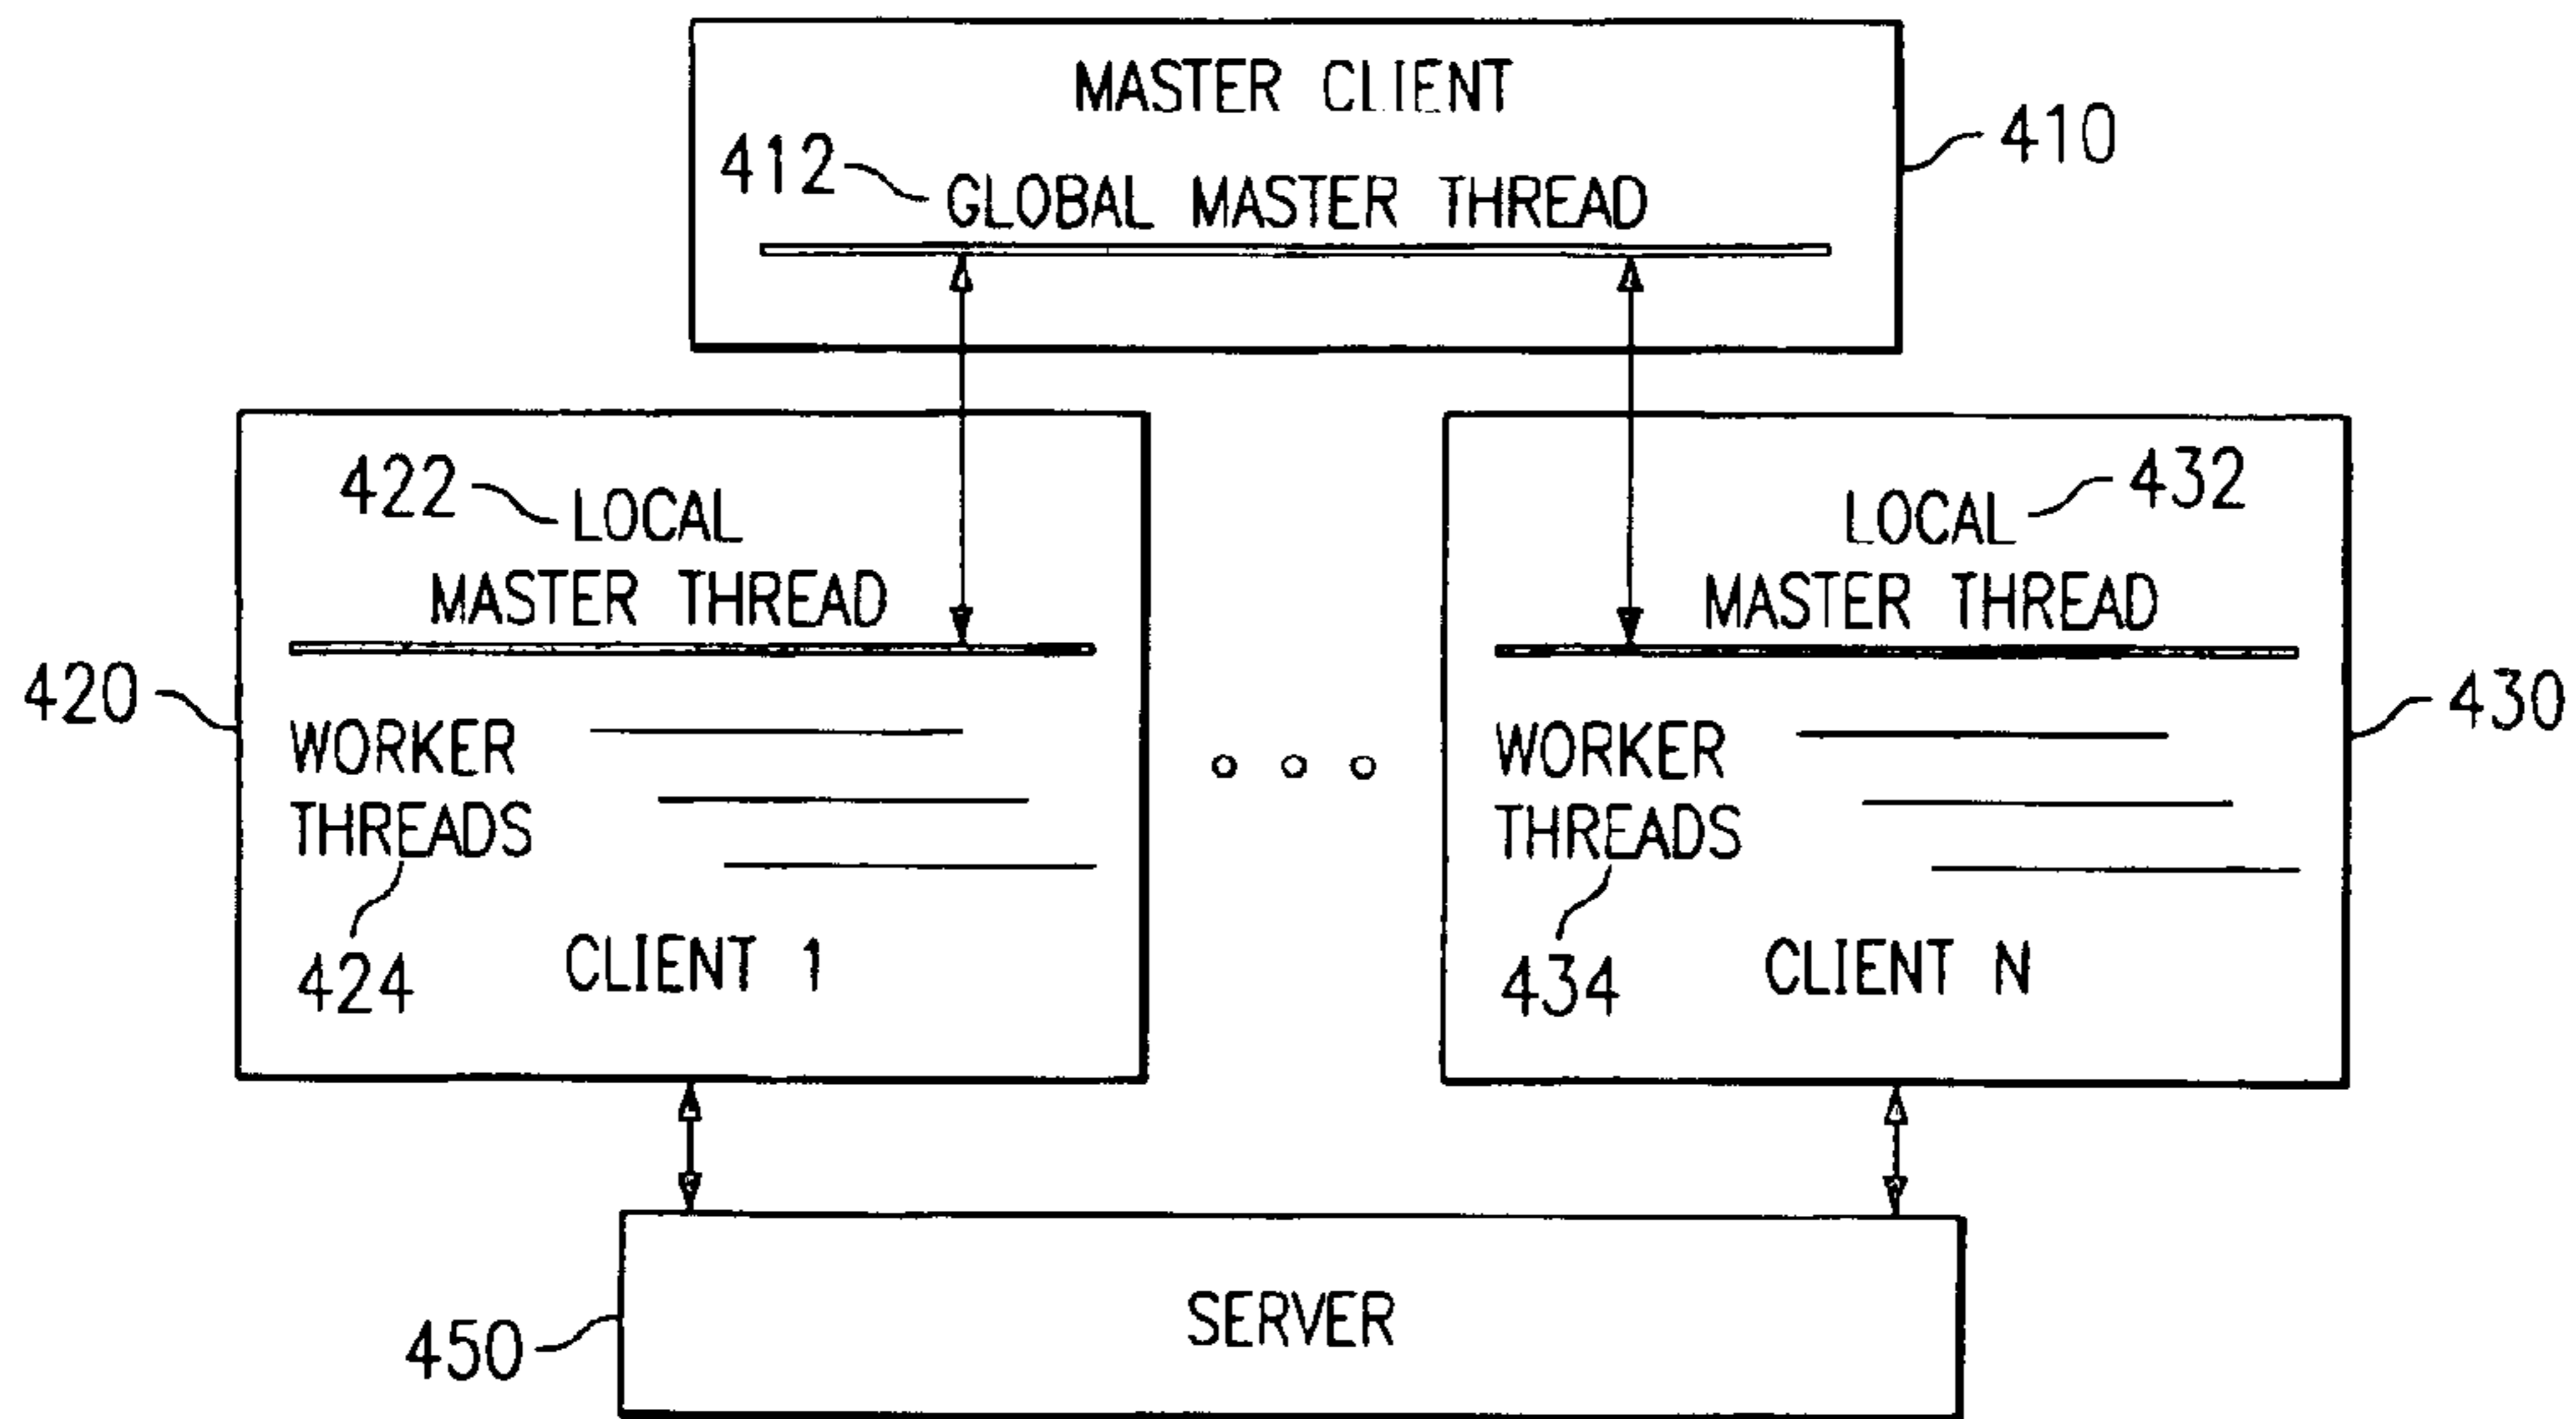 MASTER CLIENT
410
412
GLOBAL MASTER THREAD
422
LOCAL
MASTER THREAD
432
LOCAL
MASTER THREAD
420
WORKER
THREADS
424
CLIENT 1
430
WORKER
THREADS
434
CLIENT N
450
SERVER